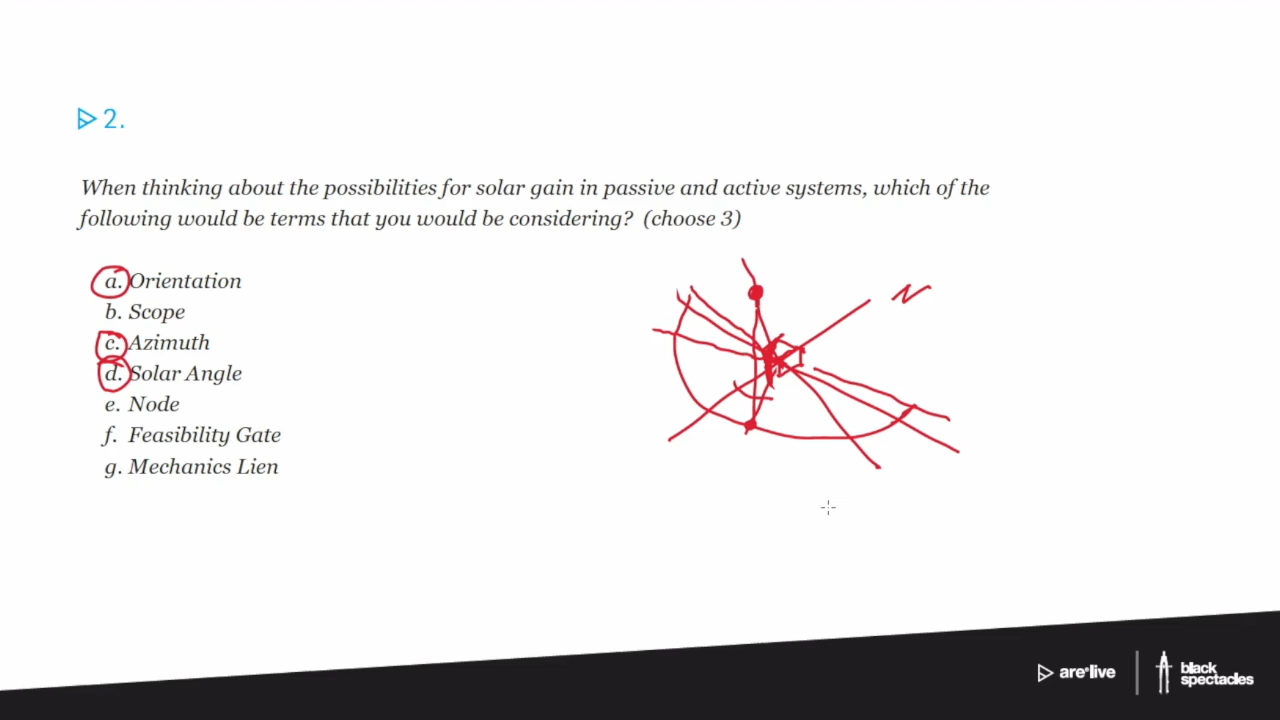 2.
When thinking about the possibilities for solar gain in passive and active systems, which of the
following would be terms that you would be considering? (choose 3)
a. Orientation
b. Scope
c. Azimuth
d. Solar Angle
e. Node
f. Feasibility Gate
g. Mechanics Lien
N
are®live
black
spectacles